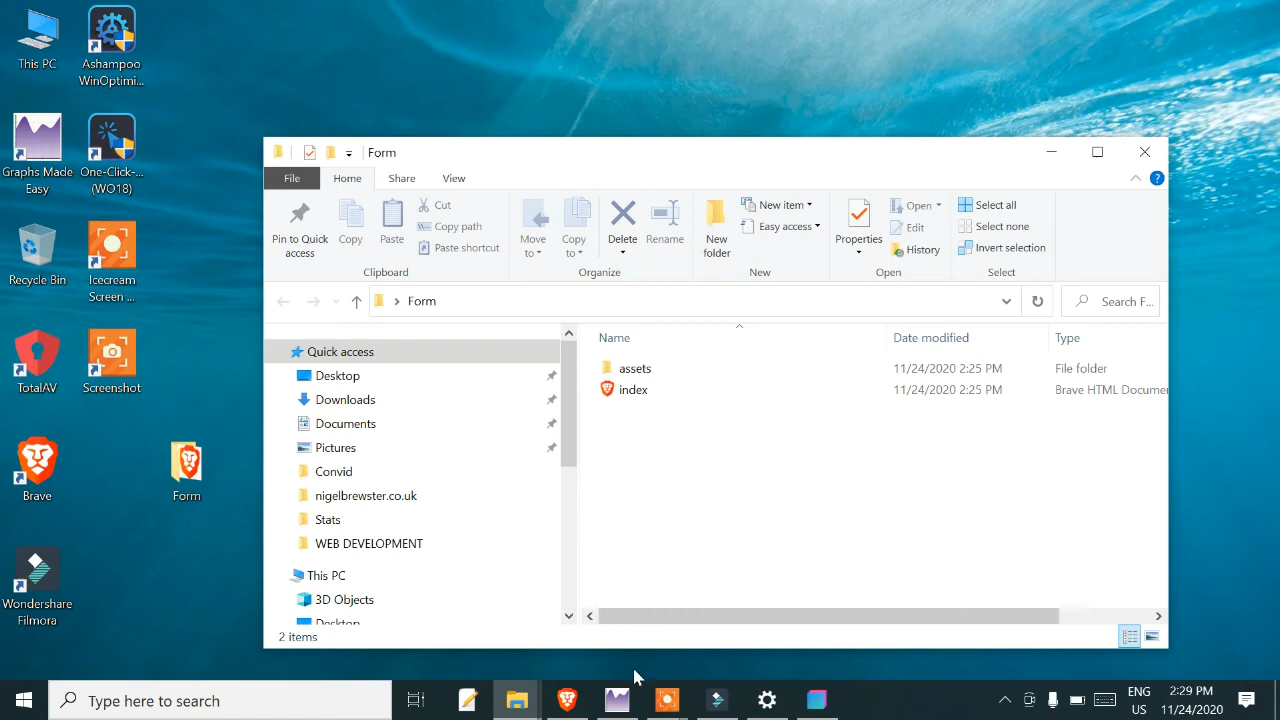 This PC
Ashampoo
WinOptimi...
Graphs Made
Easy
One-Click-...
(WO18)
Recycle Bin
Icecream
Screen ...
TotalAV
Screenshot
Brave
Form
Wondershare
Filmora
Form
File
Home
Share
View
Pin to Quick
access
Copy
Paste
Cut
Copy path
Paste shortcut
Clipboard
Move
to
Copy
to
Delete
Rename
Organize
New
folder
New item
Easy access
New
Properties
Open
Edit
History
Open
Select all
Select none
Invert selection
Select
Form
Search F...
Quick access
Desktop
Downloads
Documents
Pictures
Convid
nigelbrewster.co.uk
Stats
WEB DEVELOPMENT
This PC
3D Objects
Desktop
Name Date modified Type
assets 11/24/2020 2:25 PM File folder
index 11/24/2020 2:25 PM Brave HTML Documen
2 items
Type here to search
ENG
US
2:29 PM
11/24/2020